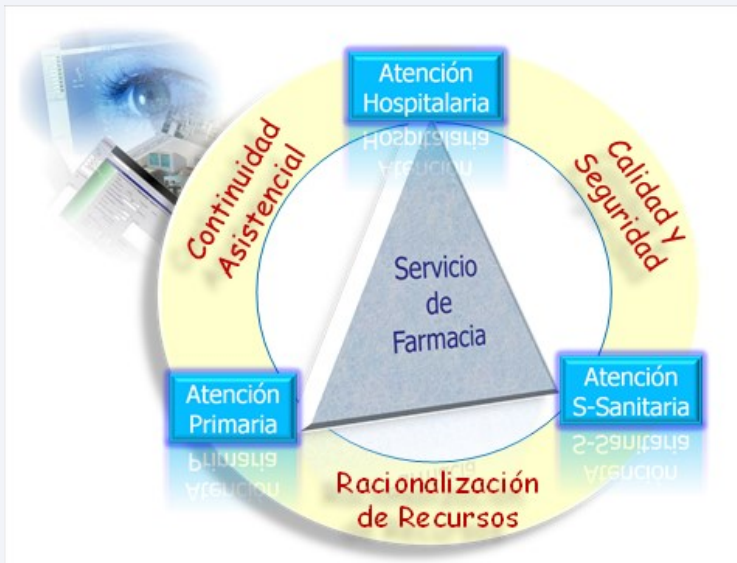 Atención
Hospitalaria
Continuidad
Asistencial
Calidad Y
Seguridad
Servicio
de
Farmacia
Atención
Primaria
Atención
S-Sanitaria
Racionalización
de Recursos